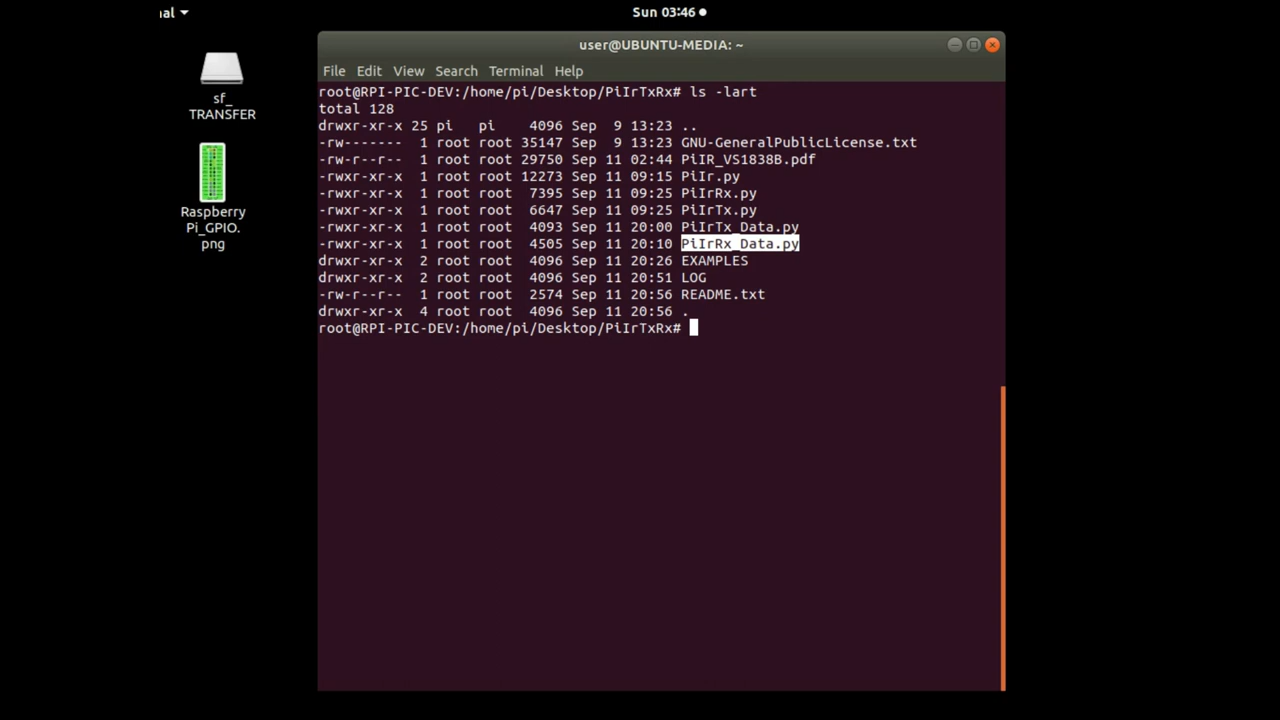 nal
Sun 03:46
sf_
TRANSFER
Raspberry
Pi_GPIO.
png
user@UBUNTU-MEDIA: ~
File Edit View Search Terminal Help
root@RPI-PIC-DEV:/home/pi/Desktop/PiIrTxRx# ls -lart
total 128
drwxr-xr-x 25 pi   pi    4096 Sep  9 13:23 ..
-rw-------  1 root root 35147 Sep  9 13:23 GNU-GeneralPublicLicense.txt
-rw-r--r--  1 root root 29750 Sep 11 02:44 PiIR_VS1838B.pdf
-rwxr-xr-x  1 root root 12273 Sep 11 09:15 PiIr.py
-rwxr-xr-x  1 root root  7395 Sep 11 09:25 PiIrRx.py
-rwxr-xr-x  1 root root  6647 Sep 11 09:25 PiIrTx.py
-rwxr-xr-x  1 root root  4093 Sep 11 20:00 PiIrTx_Data.py
-rwxr-xr-x  1 root root  4505 Sep 11 20:10 PiIrRx_Data.py
drwxr-xr-x  2 root root  4096 Sep 11 20:26 EXAMPLES
drwxr-xr-x  2 root root  4096 Sep 11 20:51 LOG
-rw-r--r--  1 root root  2574 Sep 11 20:56 README.txt
drwxr-xr-x  4 root root  4096 Sep 11 20:56 .
root@RPI-PIC-DEV:/home/pi/Desktop/PiIrTxRx#